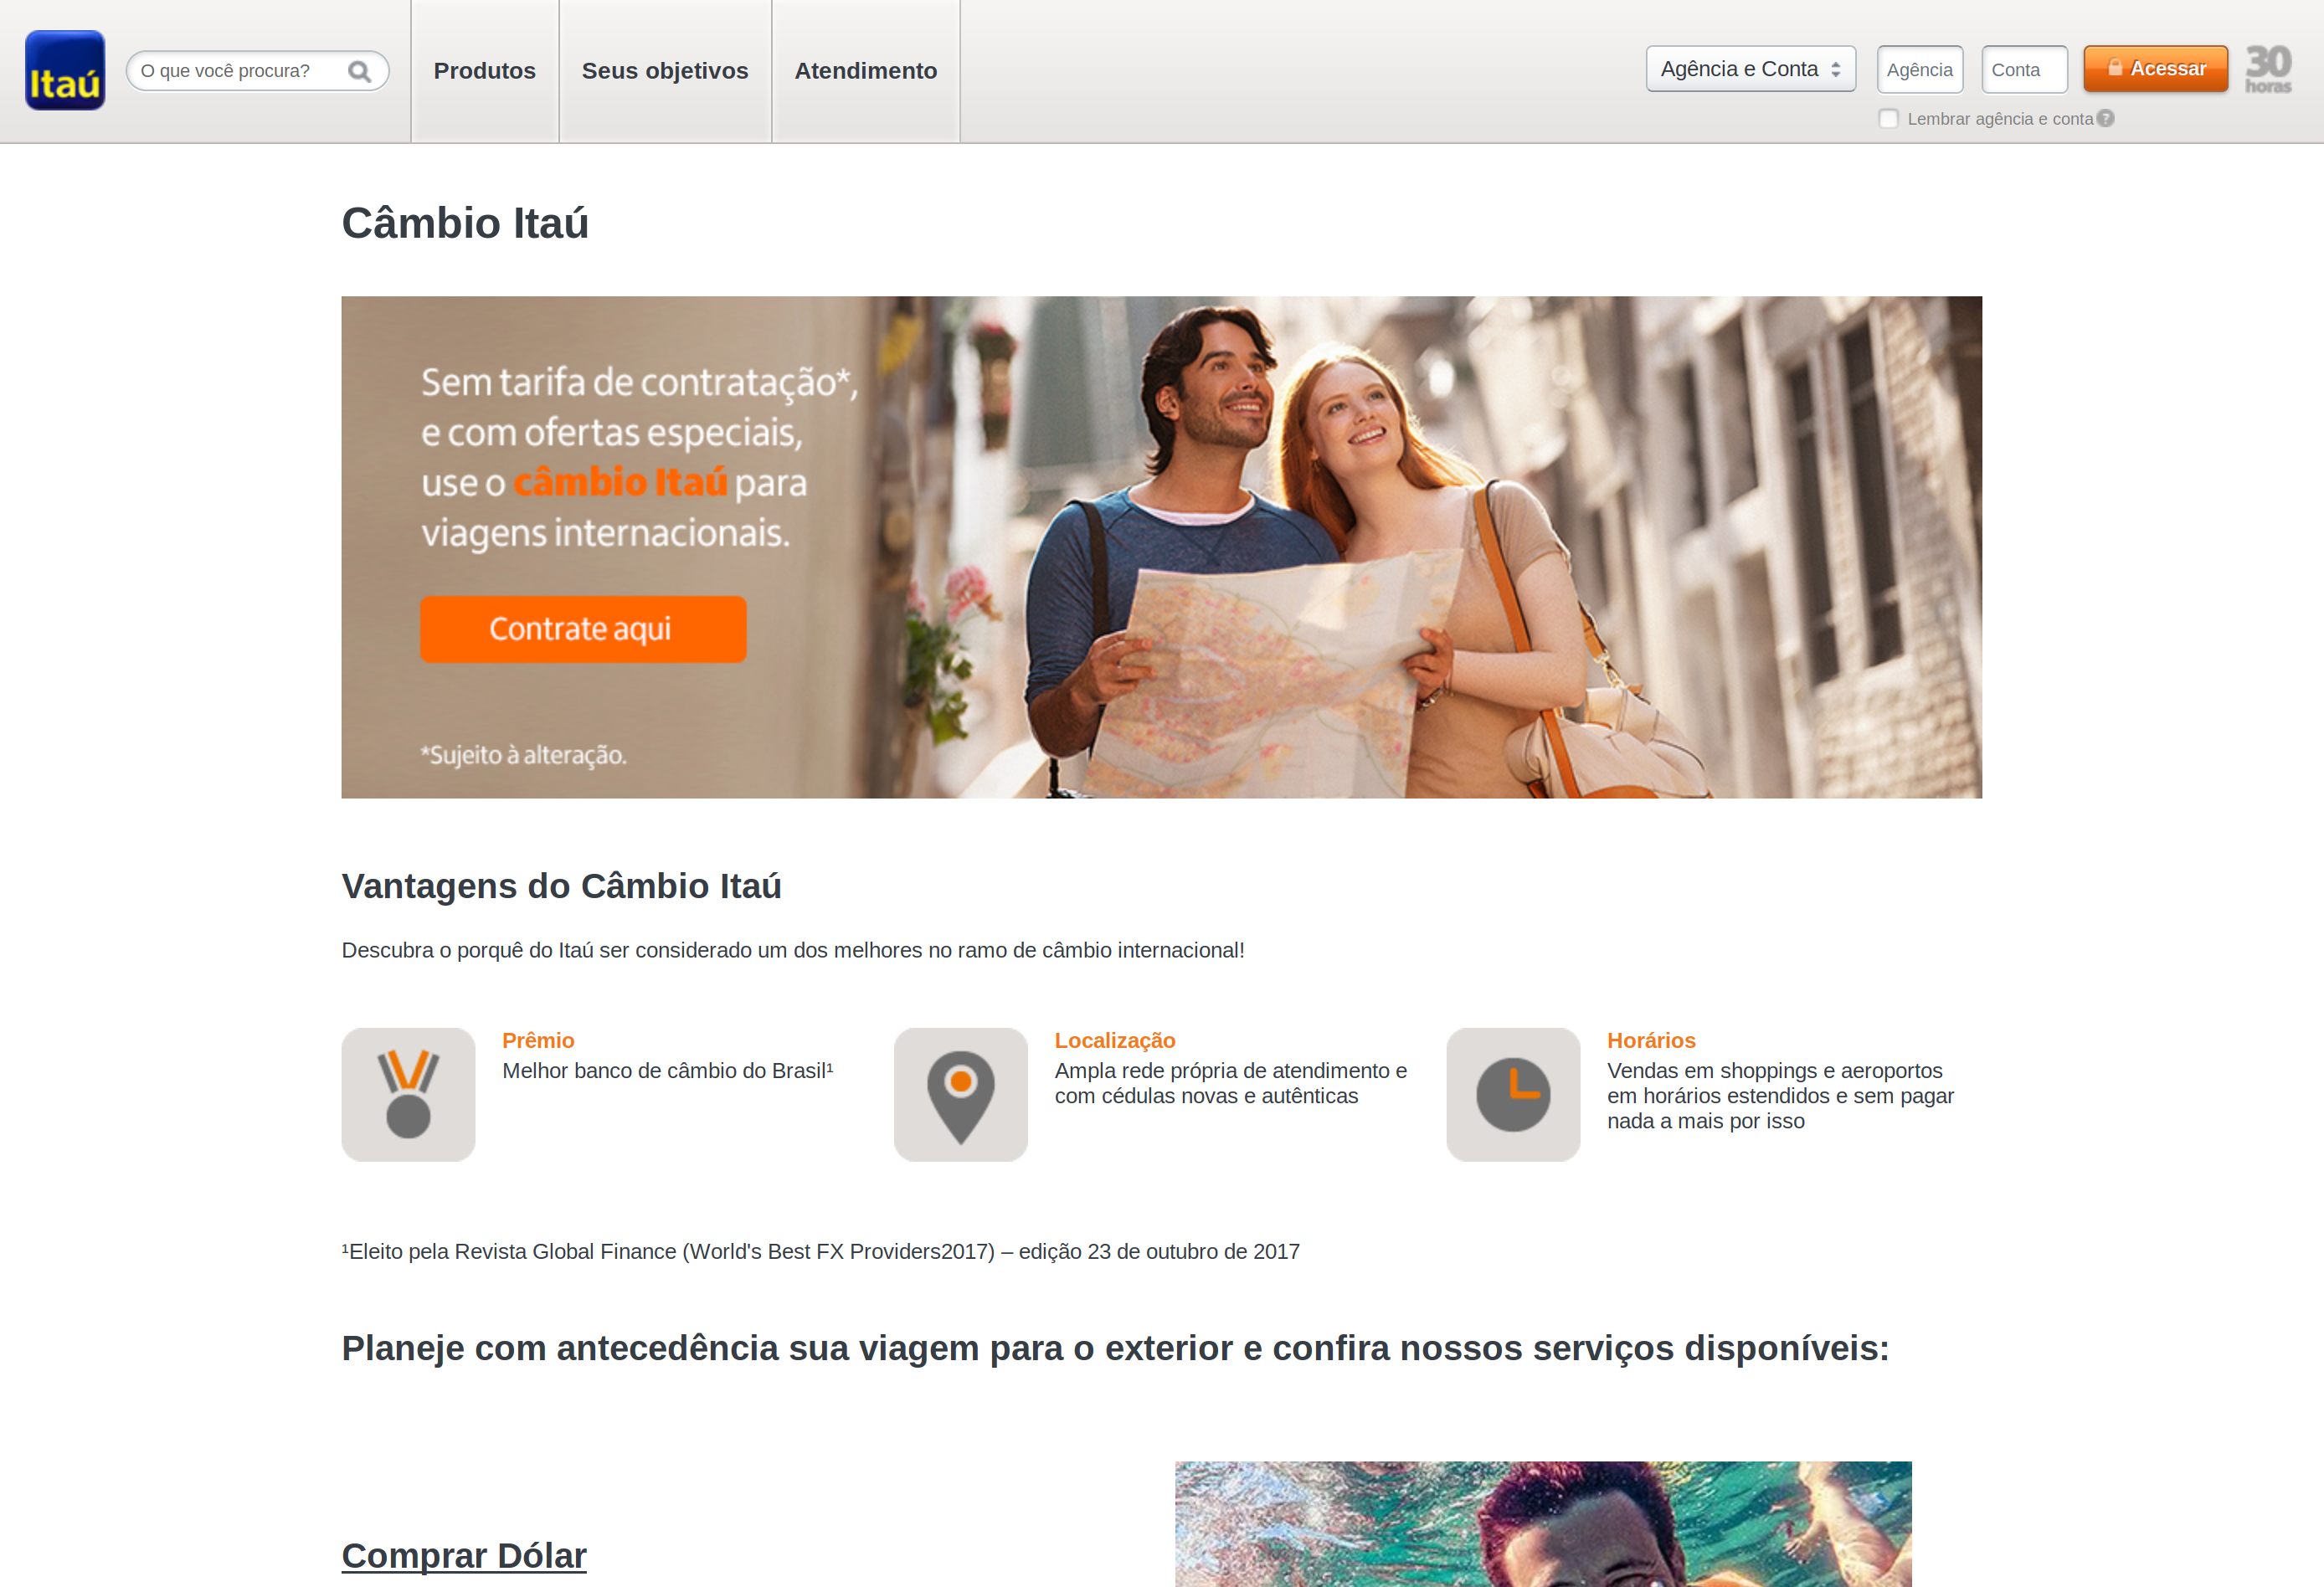 Itaú
O que você procura?
Produtos
Seus objetivos
Atendimento
Agência e Conta
Agência
Conta
Acessar
30
horas
Lembrar agência e conta
?
Câmbio Itaú
Sem tarifa de contratação*,
e com ofertas especiais,
use o câmbio Itaú para
viagens internacionais.
Contrate aqui
*Sujeito à alteração.
Vantagens do Câmbio Itaú
Descubra o porquê do Itaú ser considerado um dos melhores no ramo de câmbio internacional!
Prêmio
Melhor banco de câmbio do Brasil¹
Localização
Ampla rede própria de atendimento e
com cédulas novas e autênticas
Horários
Vendas em shoppings e aeroportos
em horários estendidos e sem pagar
nada a mais por isso
¹Eleito pela Revista Global Finance (World's Best FX Providers2017) – edição 23 de outubro de 2017
Planeje com antecedência sua viagem para o exterior e confira nossos serviços disponíveis:
Comprar Dólar